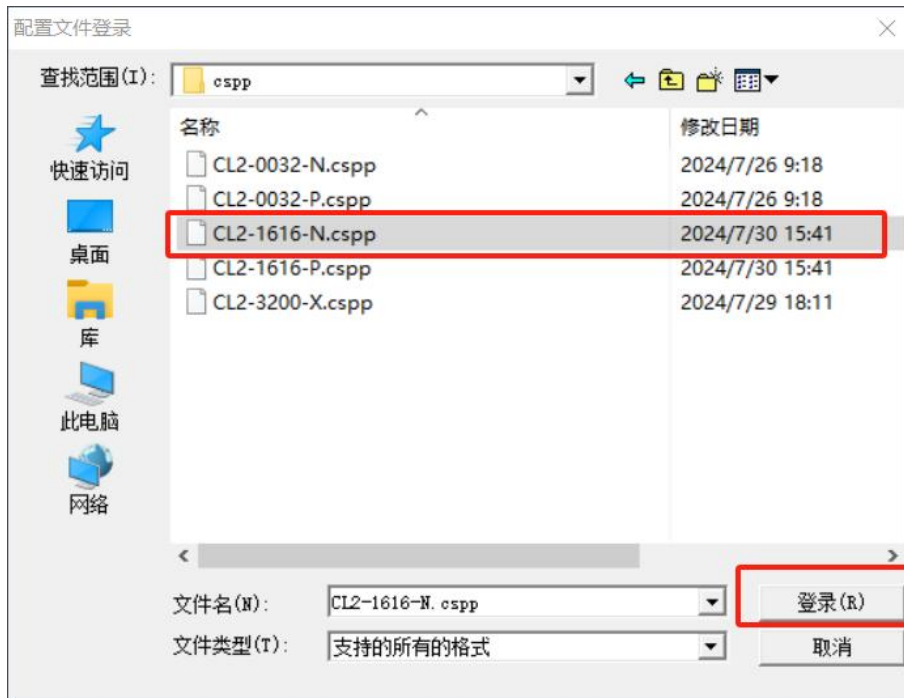 配置文件登录
查找范围(I): cspp
名称 修改日期
CL2-0032-N.cspp 2024/7/26 9:18
CL2-0032-P.cspp 2024/7/26 9:18
CL2-1616-N.cspp 2024/7/30 15:41
CL2-1616-P.cspp 2024/7/30 15:41
CL2-3200-X.cspp 2024/7/29 18:11
快速访问
桌面
库
此电脑
网络
文件名(N): CL2-1616-N.cspp 登录(R)
文件类型(T): 支持的所有的格式 取消